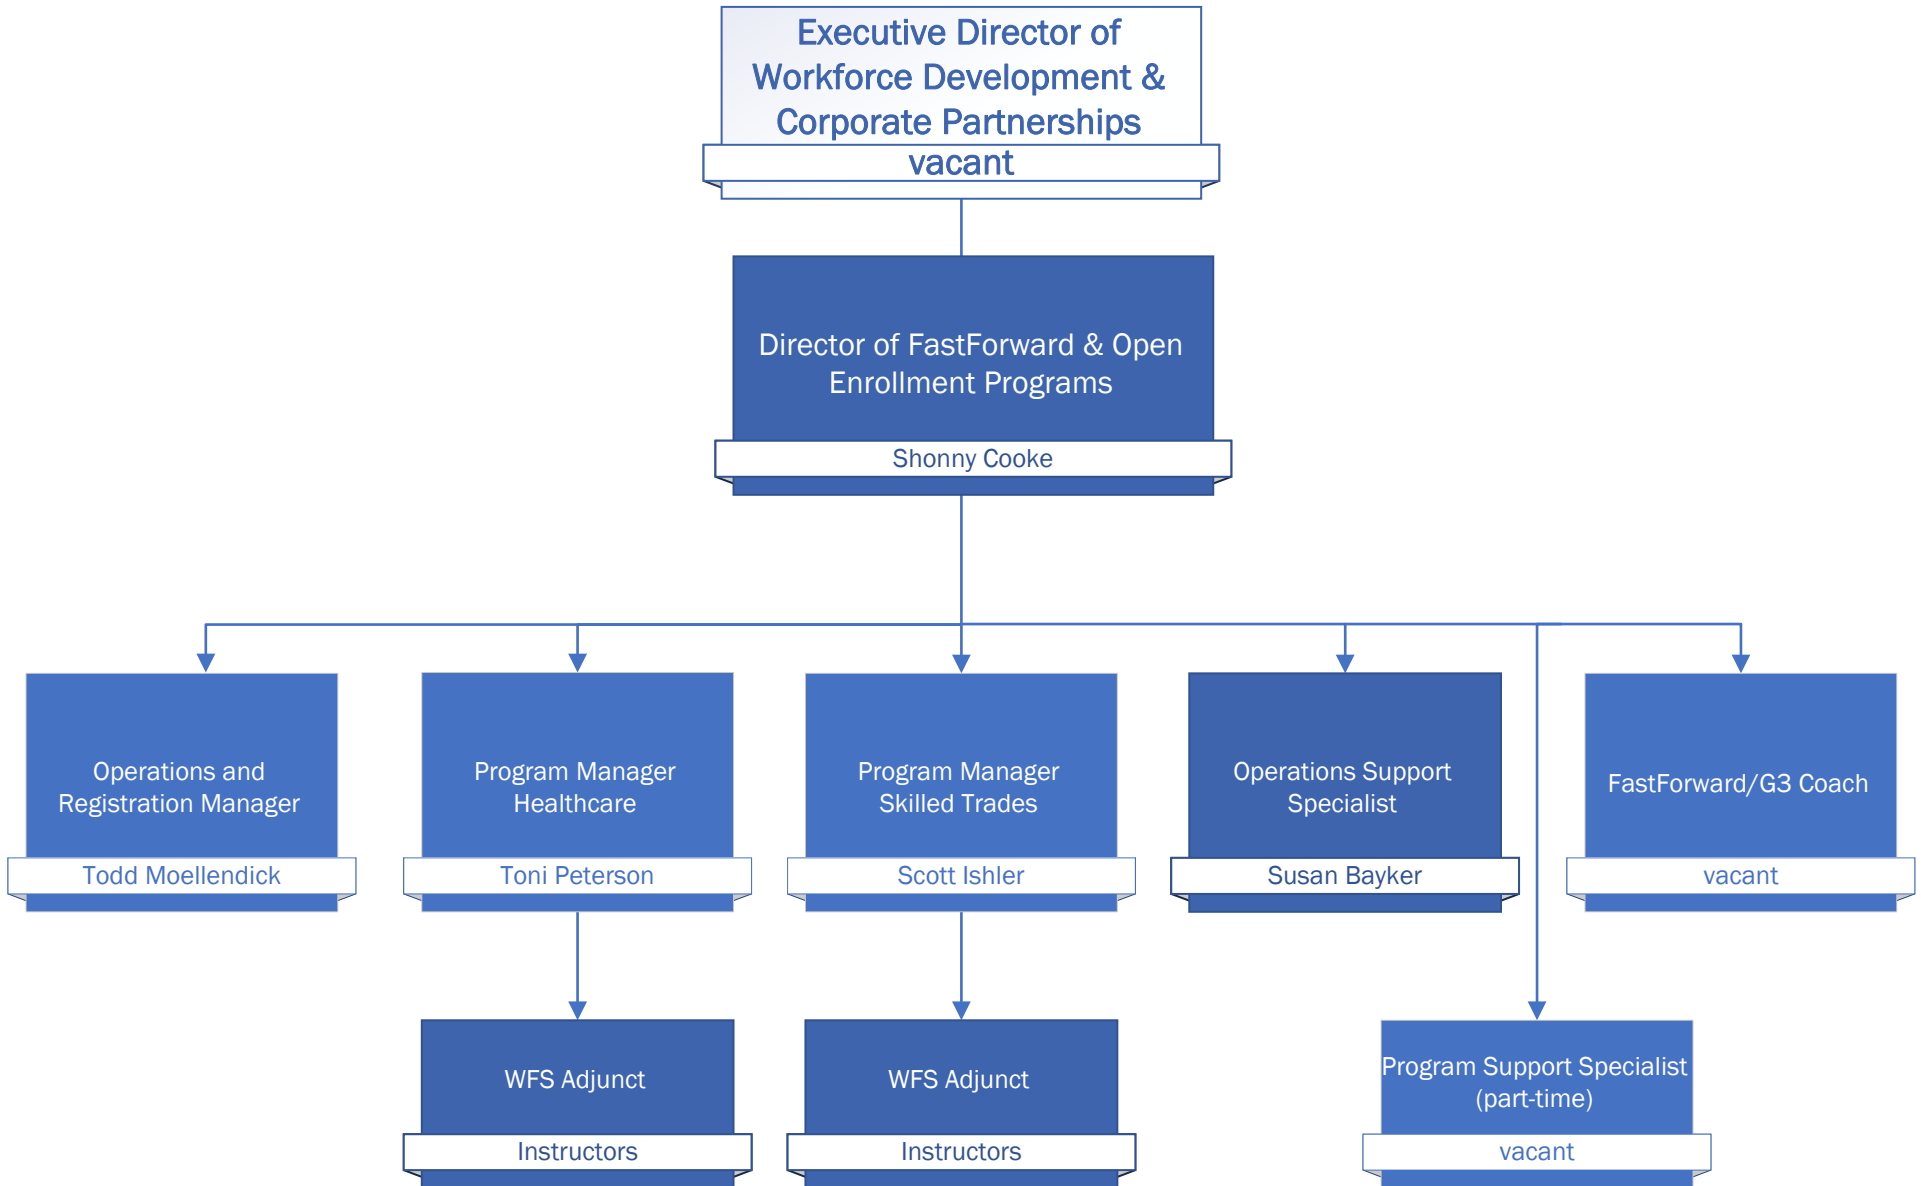 Executive Director of
Workforce Development &
Corporate Partnerships
vacant
Director of FastForward & Open
Enrollment Programs
Shonny Cooke
Operations and
Registration Manager
Todd Moellendick
Program Manager
Healthcare
Toni Peterson
Program Manager
Skilled Trades
Scott Ishler
Operations Support
Specialist
Susan Bayker
FastForward/G3 Coach
vacant
WFS Adjunct
Instructors
WFS Adjunct
Instructors
Program Support Specialist
(part-time)
vacant